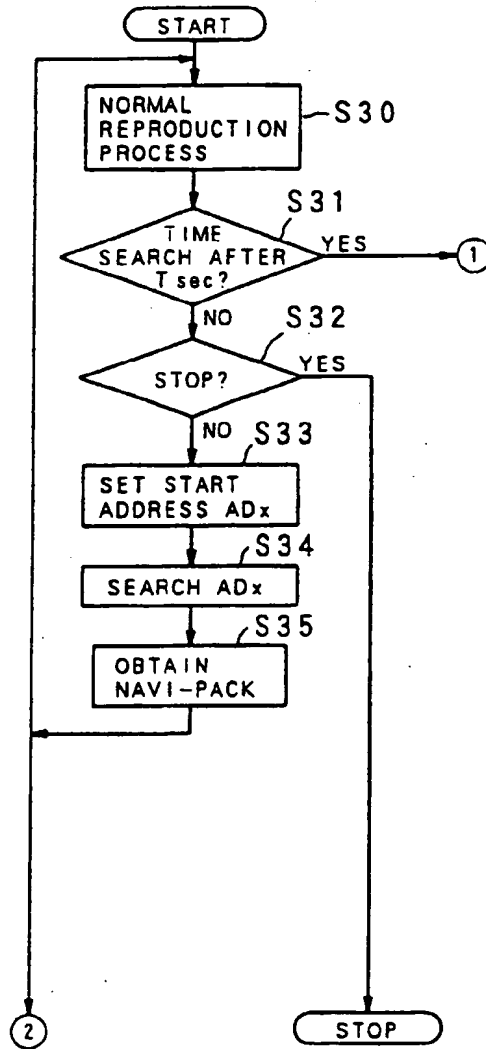 START
NORMAL
REPRODUCTION
PROCESS
S30
S31
TIME
SEARCH AFTER
Tsec?
YES
1
NO
S32
STOP?
YES
NO
S33
SET START
ADDRESS ADx
S34
SEARCH ADx
S35
OBTAIN
NAVI-PACK
2
STOP